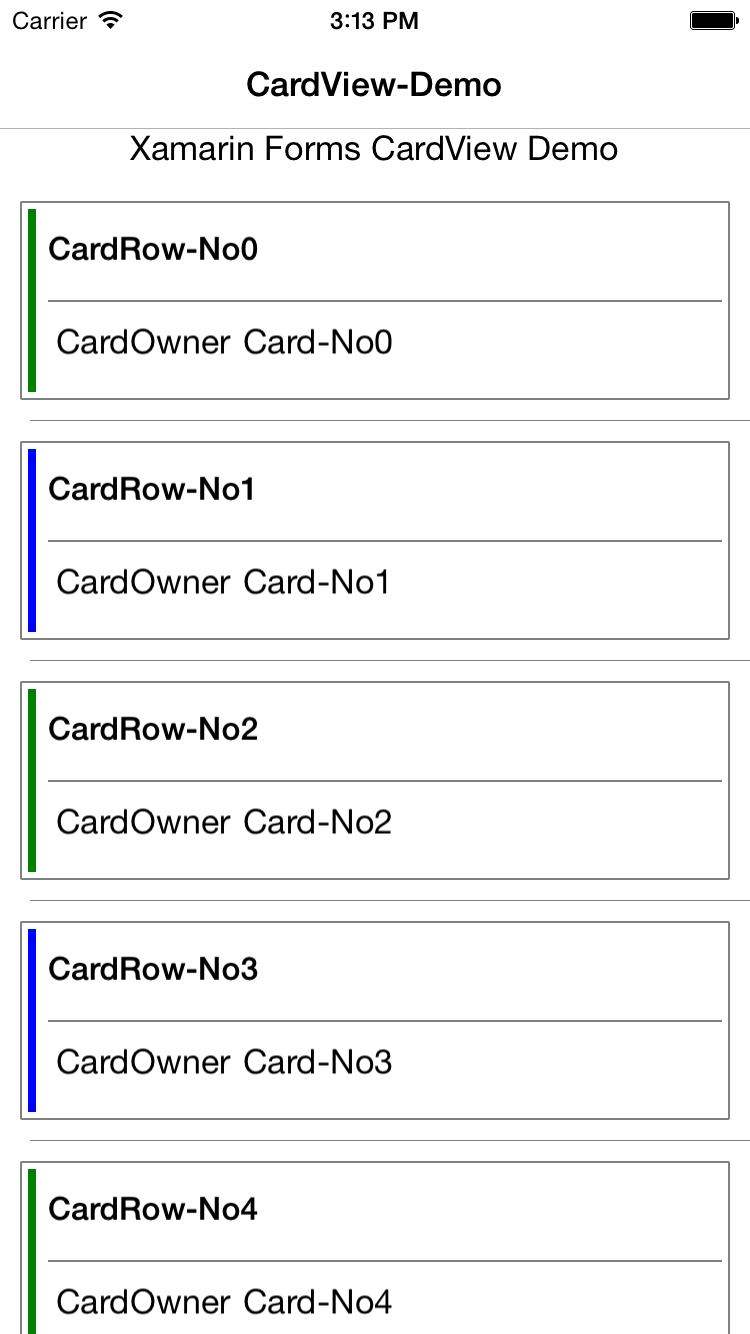 Carrier 3:13 PM
CardView-Demo
Xamarin Forms CardView Demo
CardRow-No0
CardOwner Card-No0
CardRow-No1
CardOwner Card-No1
CardRow-No2
CardOwner Card-No2
CardRow-No3
CardOwner Card-No3
CardRow-No4
CardOwner Card-No4